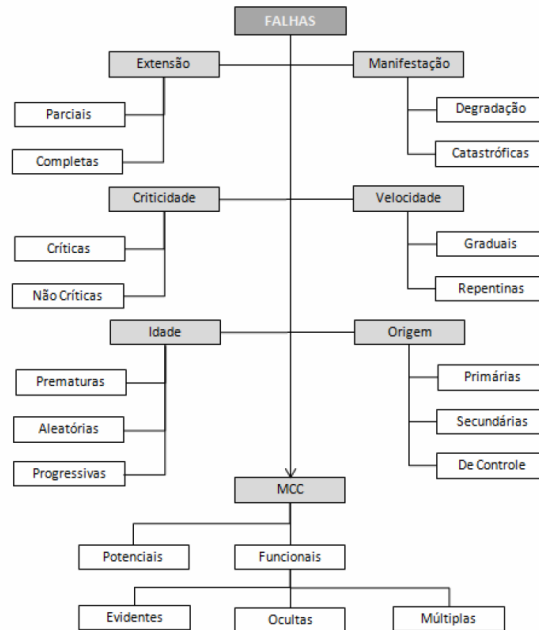 FALHAS
Extensão
Manifestação
Parciais
Degradação
Completas
Catastróficas
Criticidade
Velocidade
Críticas
Graduais
Não Críticas
Repentinas
Idade
Origem
Prematuras
Primárias
Aleatórias
Secundárias
Progressivas
De Controle
MCC
Potenciais
Funcionais
Evidentes
Ocultas
Múltiplas